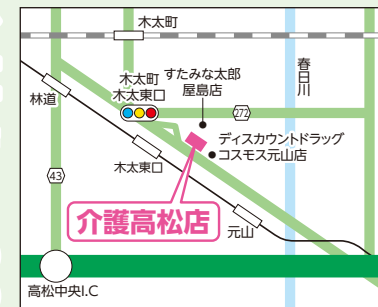 木太町
木太町
木太東口
すたみな太郎
屋島店
春日川
林道
272
ディスカウントドラッグ
コスモス元山店
木太東口
43
介護高松店
元山
高松中央I.C